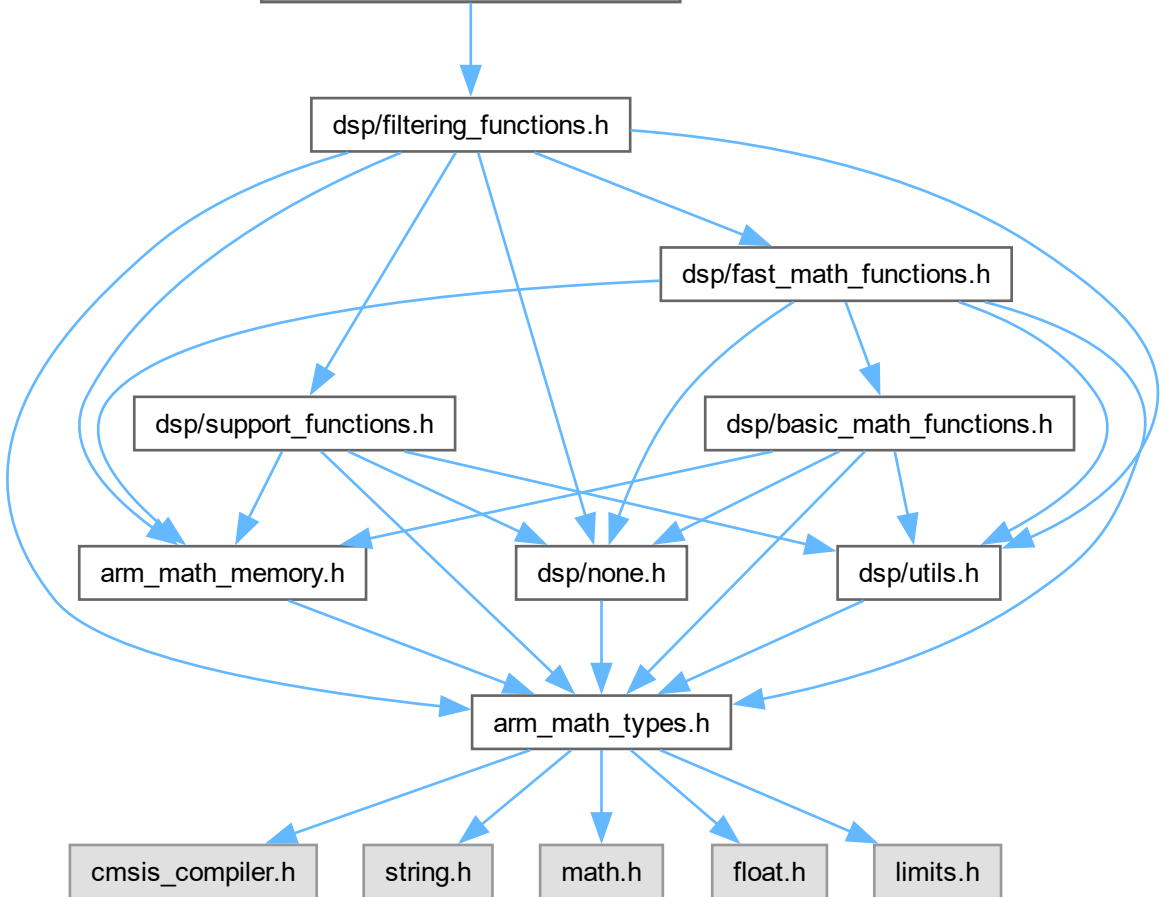 dsp/filtering_functions.h
dsp/fast_math_functions.h
dsp/support_functions.h
dsp/basic_math_functions.h
arm_math_memory.h
dsp/none.h
dsp/utils.h
arm_math_types.h
cmsis_compiler.h
string.h
math.h
float.h
limits.h